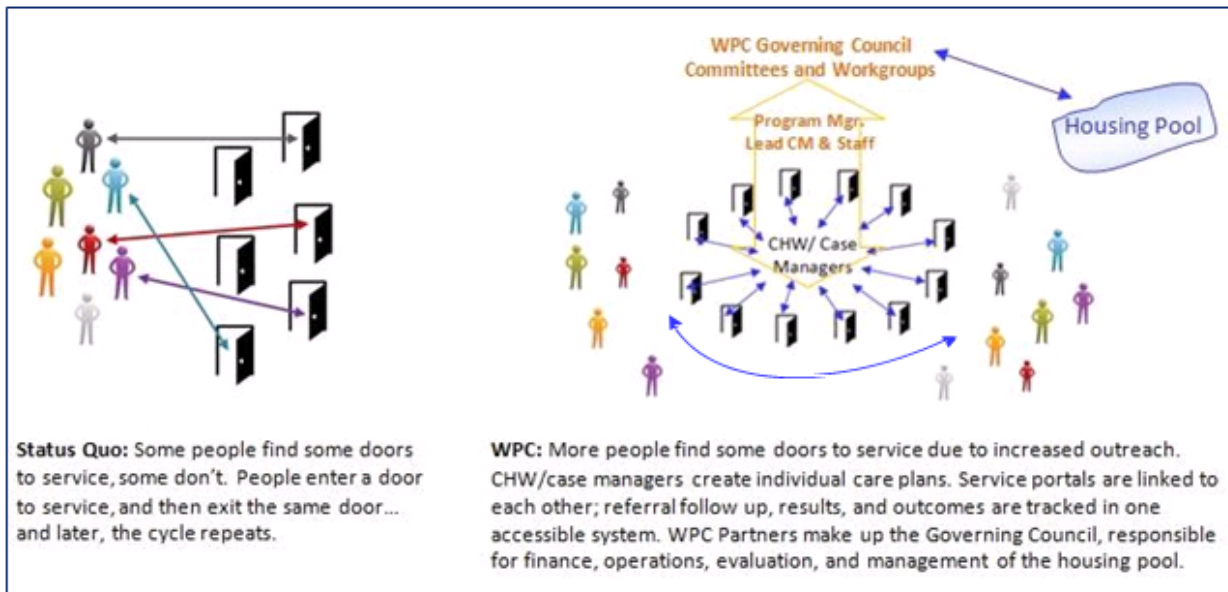 WPC Governing Council
Committees and Workgroups
Program Mgr.
Lead CM & Staff
Housing Pool
CHW/ Case
Managers
Status Quo: Some people find some doors
to service, some don't. People enter a door
to service, and then exit the same door...
and later, the cycle repeats.
WPC: More people find some doors to service due to increased outreach.
CHW/case managers create individual care plans. Service portals are linked to
each other; referral follow up, results, and outcomes are tracked in one
accessible system. WPC Partners make up the Governing Council, responsible
for finance, operations, evaluation, and management of the housing pool.